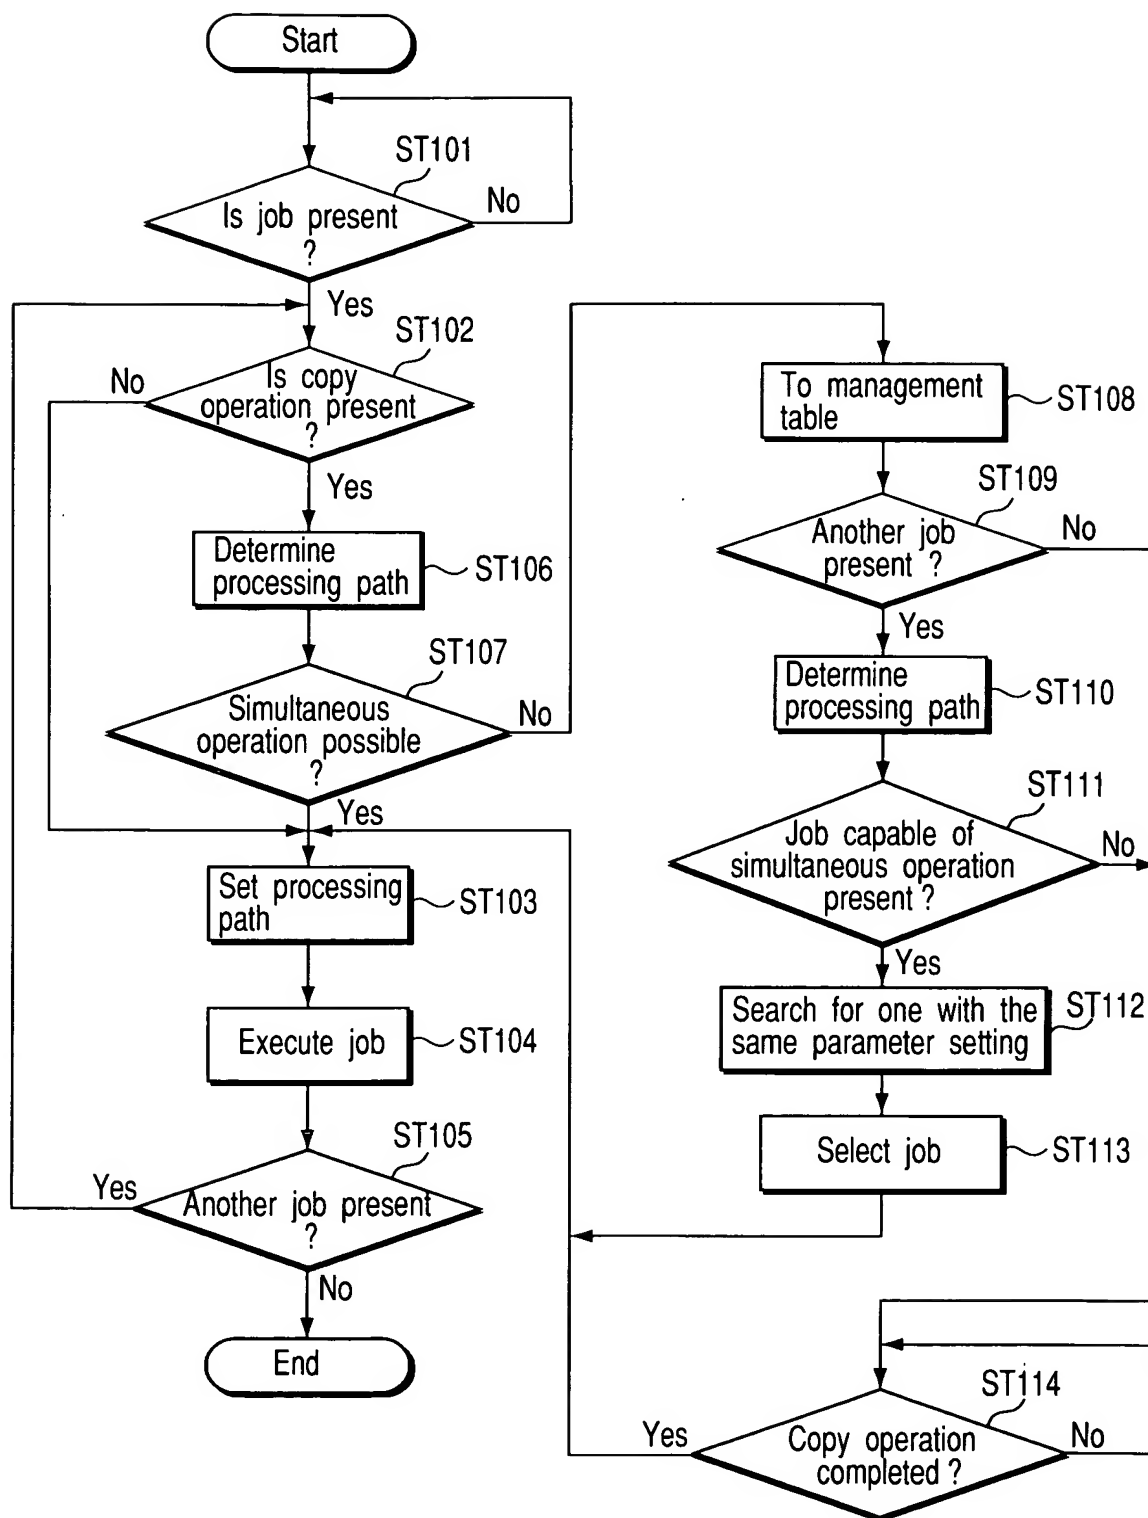 Start
ST101
Is job present
?
No
Yes
ST102
Is copy
operation present
?
No
Yes
Determine
processing path
ST106
ST107
Simultaneous
operation possible
?
No
Yes
Set processing
path
ST103
Execute job
ST104
ST105
Another job present
?
Yes
No
End
To management
table
ST108
ST109
Another job
present ?
No
Yes
Determine
processing path
ST110
ST111
Job capable of
simultaneous operation
present ?
No
Yes
Search for one with the
same parameter setting
ST112
Select job
ST113
ST114
Copy operation
completed ?
Yes
No